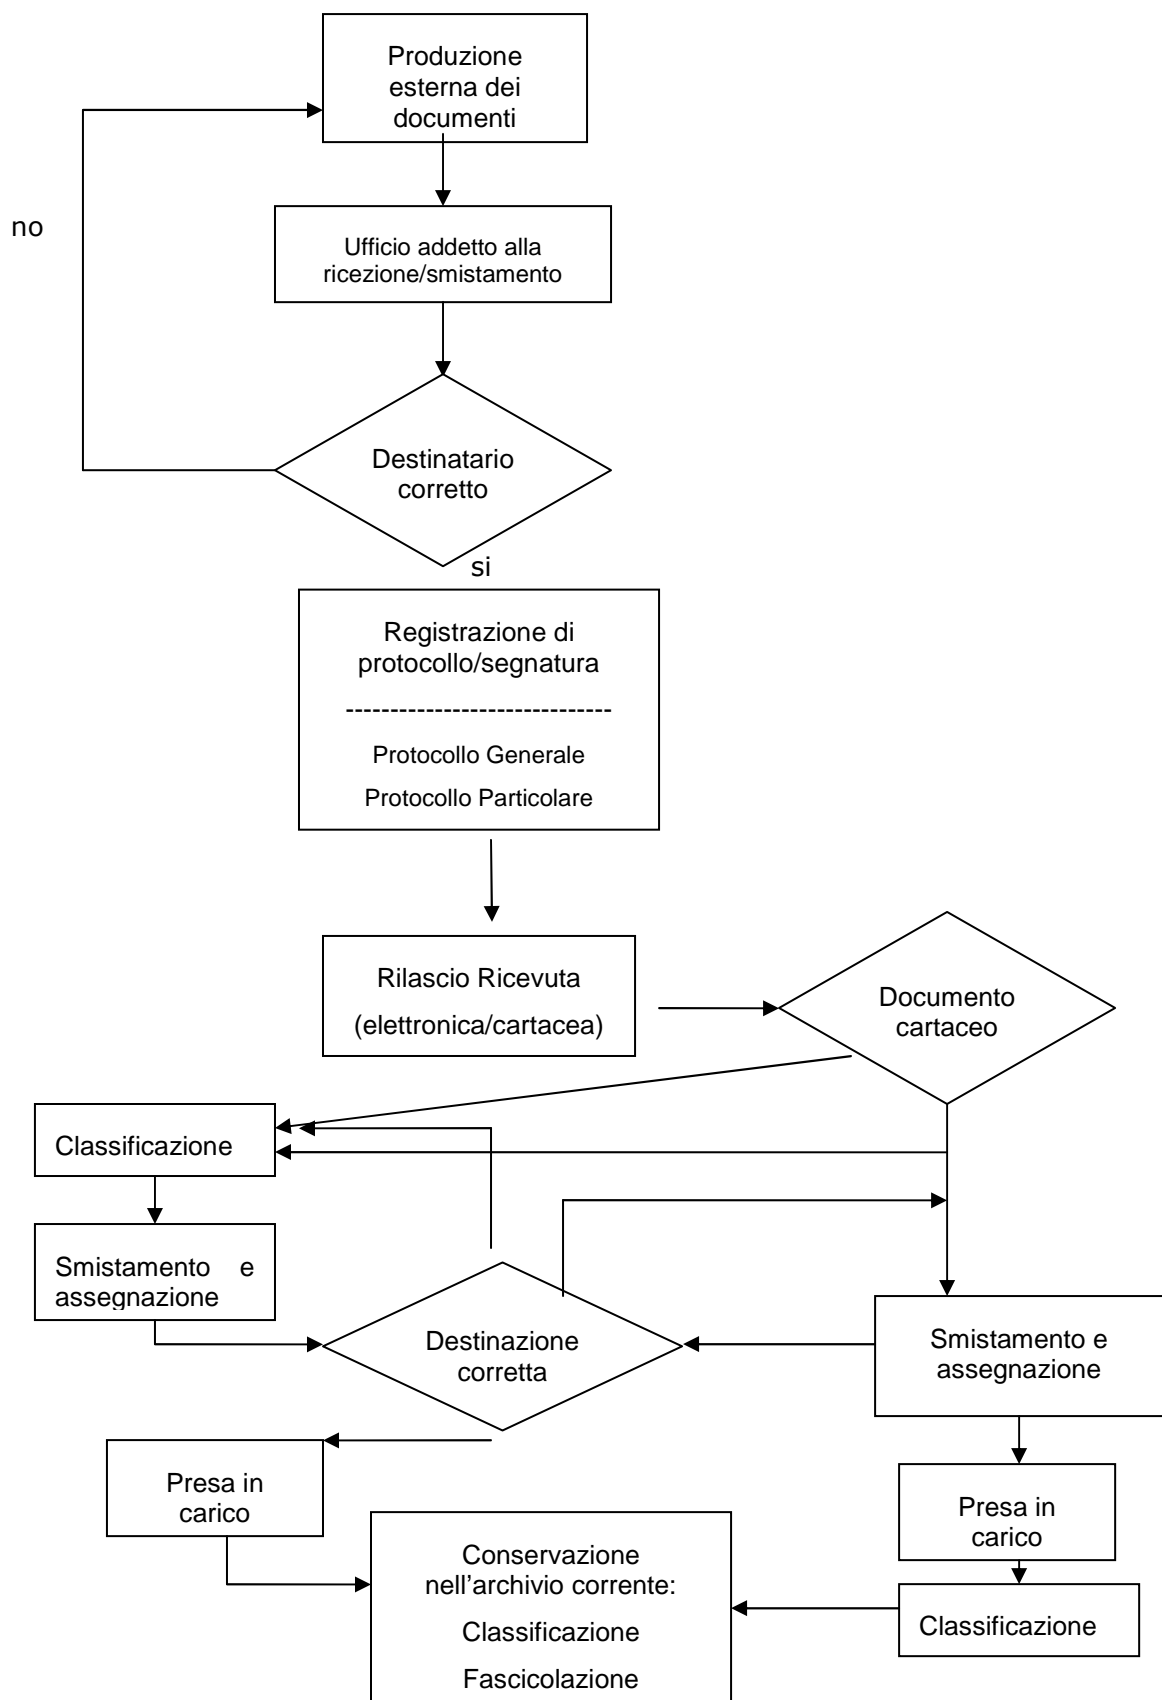 Produzione
esterna dei
documenti
no
Ufficio addetto alla
ricezione/smistamento
Destinatario
corretto
si
Registrazione di
protocollo/segnatura
------------------------------
Protocollo Generale
Protocollo Particolare
Rilascio Ricevuta
(elettronica/cartacea)
Documento
cartaceo
Classificazione
Smistamento e
assegnazione
Destinazione
corretta
Smistamento e
assegnazione
Presa in
carico
Presa in
carico
Conservazione
nell’archivio corrente:
Classificazione
Fascicolazione
Classificazione